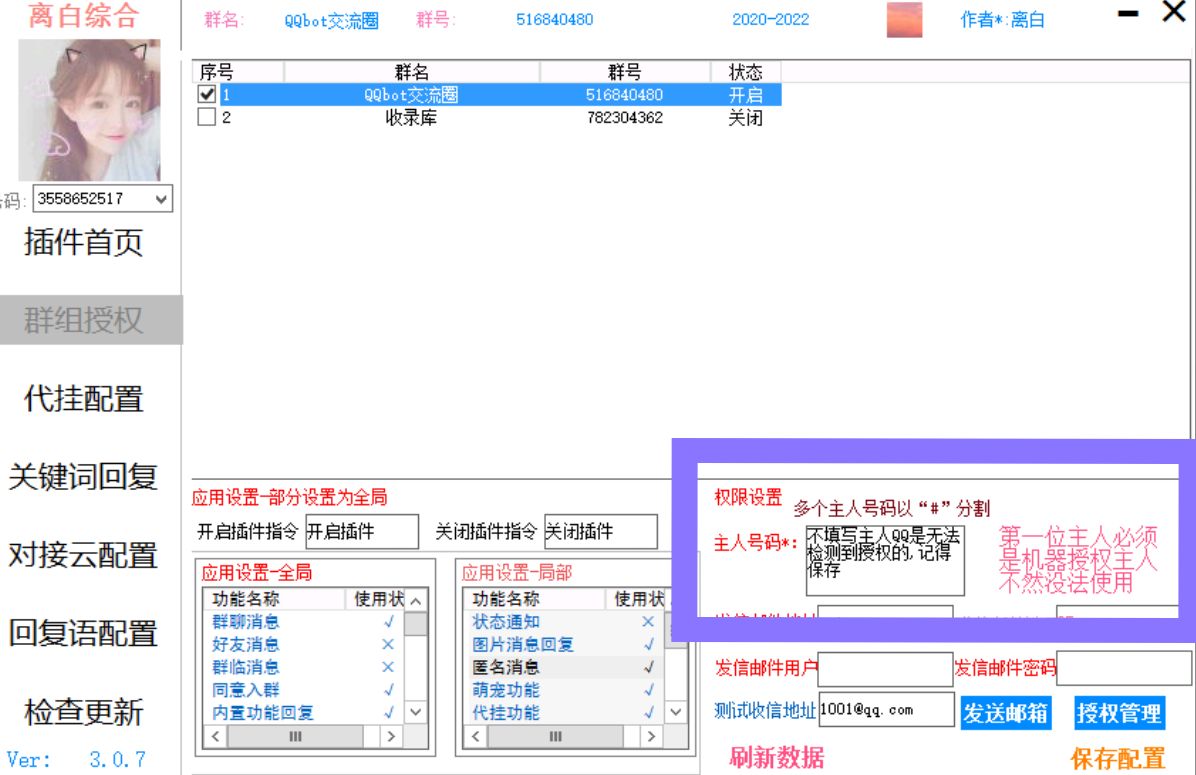 离白综合
群名: QQbot交流圈 群号: 516840480 2020-2022 作者*:离白
码: 3558652517
插件首页
群组授权
代挂配置
关键词回复
对接云配置
回复语配置
检查更新
Ver: 3.0.7
序号 群名 群号 状态
1 QQbot交流圈 516840480 开启
2 收录库 782304362 关闭
应用设置-部分设置为全局
开启插件指令 开启插件 关闭插件指令 关闭插件
应用设置-全局
功能名称 使用状
群聊消息 √
好友消息 ×
群临消息 ×
同意入群 √
内置功能回复 √
应用设置-局部
功能名称 使用状
状态通知 ×
图片消息回复 √
匿名消息 √
萌宠功能 √
代挂功能 √
权限设置 多个主人号码以“#”分割
主人号码*:
不填写主人QQ是无法
检测到授权的,记得
保存
第一位主人必须
是机器授权主人
不然没法使用
发信邮件用户 发信邮件密码
测试收信地址 1001@qq.com 发送邮箱 授权管理
刷新数据 保存配置